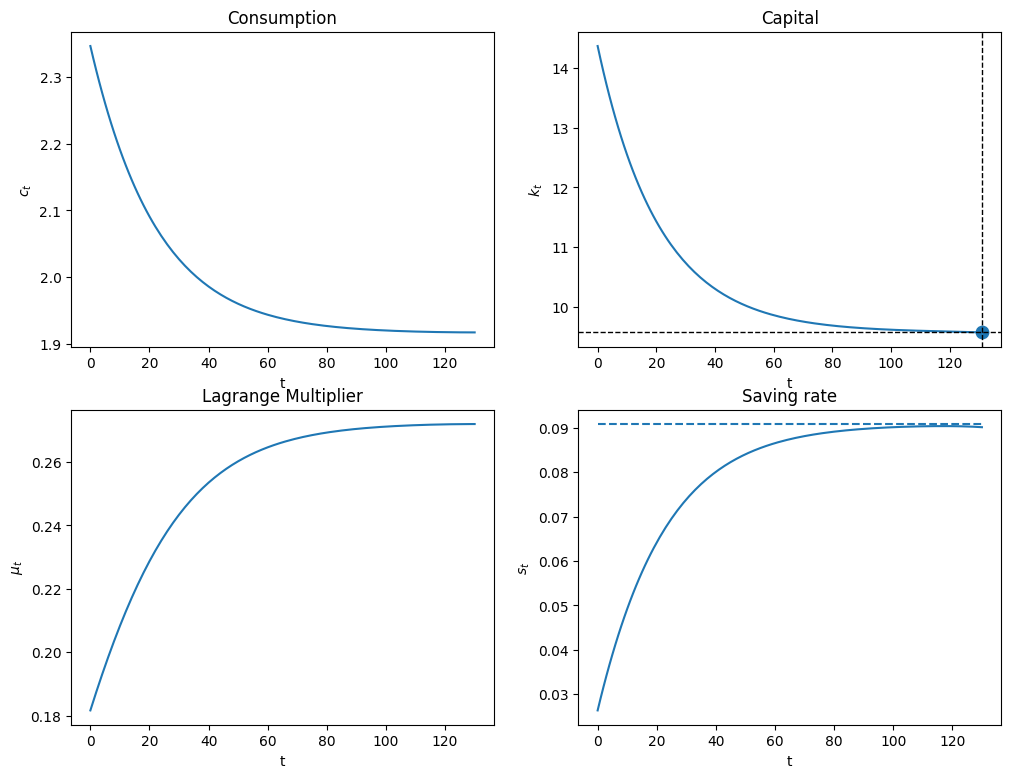 Consumption
2.3
2.2
2.1
2.0
1.9
c_t
0 20 40 60 80 100 120
t
Capital
14
13
12
11
10
k_t
0 20 40 60 80 100 120
t
Lagrange Multiplier
0.26
0.24
0.22
0.20
0.18
μ_t
0 20 40 60 80 100 120
t
Saving rate
0.09
0.08
0.07
0.06
0.05
0.04
0.03
s_t
0 20 40 60 80 100 120
t